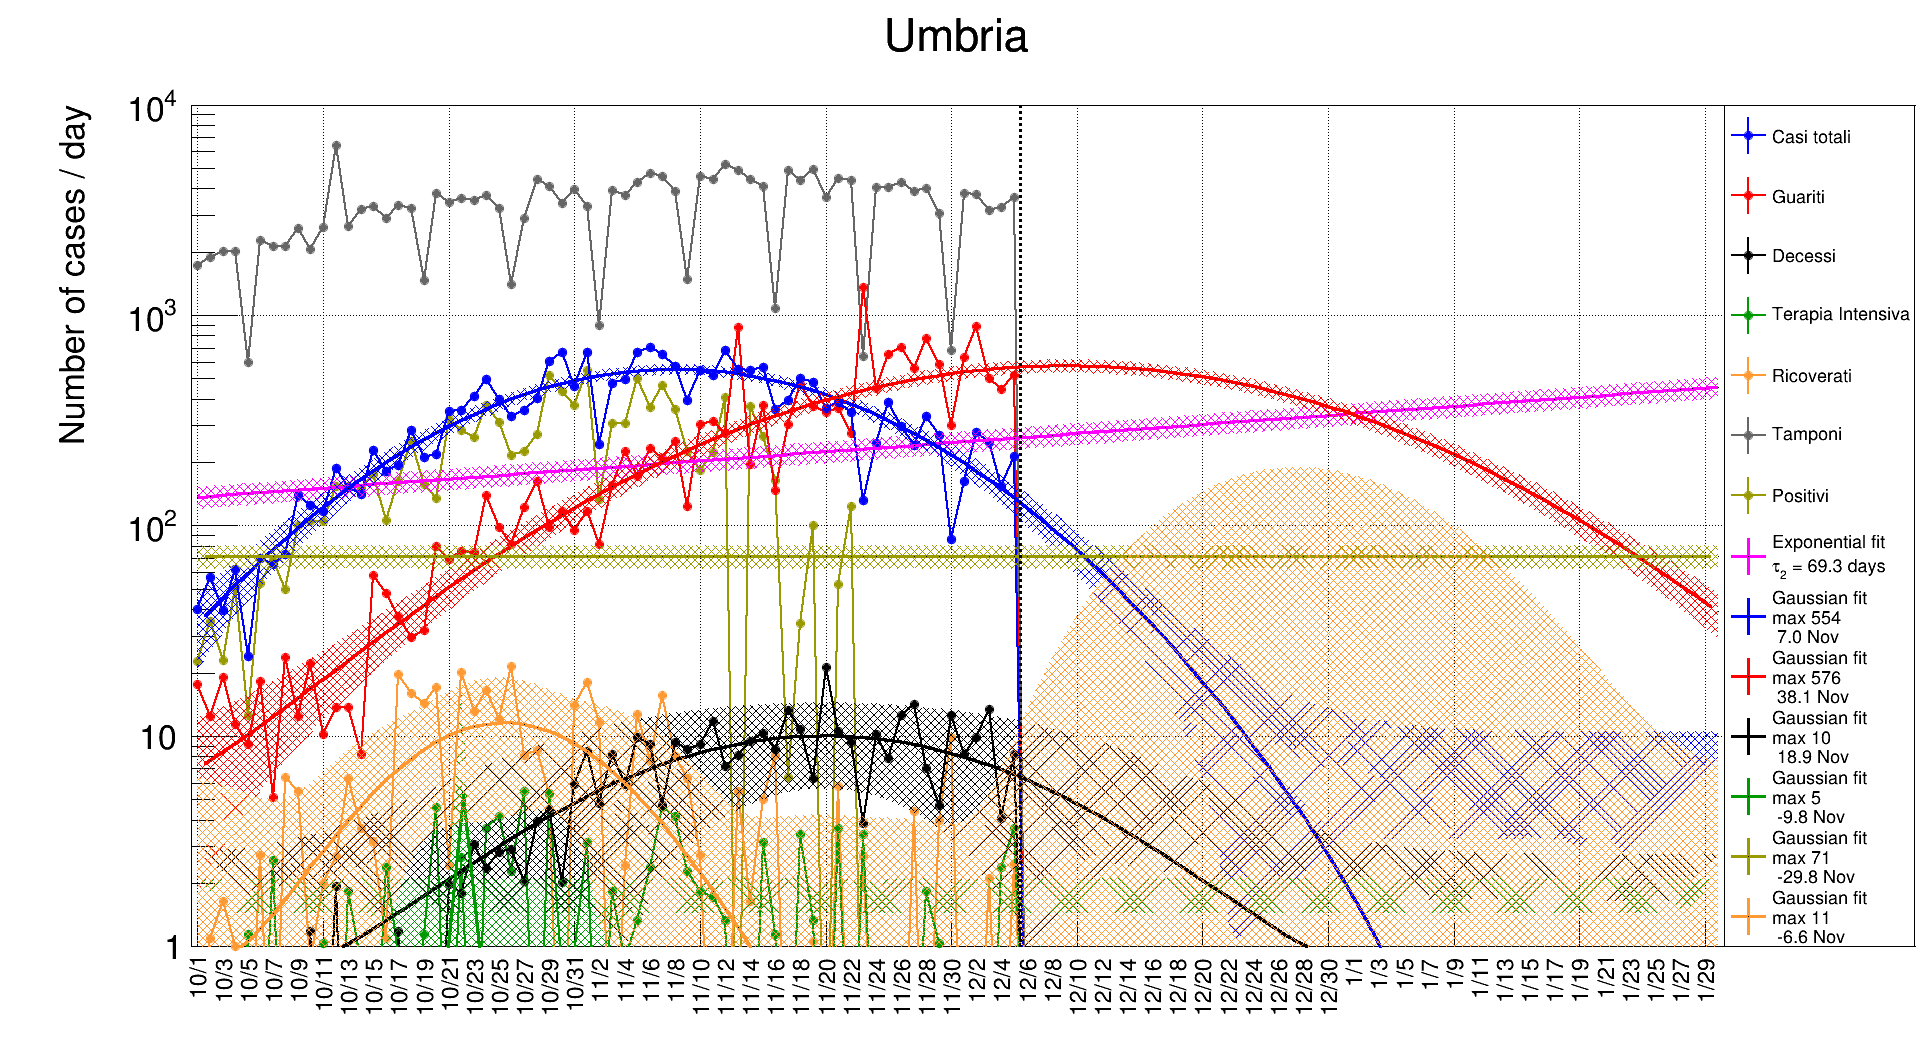 Umbria
Number of cases / day
10⁴
10³
10²
10
1
10/1
10/3
10/5
10/7
10/9
10/11
10/13
10/15
10/17
10/19
10/21
10/23
10/25
10/27
10/29
10/31
11/2
11/4
11/6
11/8
11/10
11/12
11/14
11/16
11/18
11/20
11/22
11/24
11/26
11/28
11/30
12/2
12/4
12/6
12/8
12/10
12/12
12/14
12/16
12/18
12/20
12/22
12/24
12/26
12/28
12/30
1/1
1/3
1/5
1/7
1/9
1/11
1/13
1/15
1/17
1/19
1/21
1/23
1/25
1/27
1/29
Casi totali
Guariti
Decessi
Terapia Intensiva
Ricoverati
Tamponi
Positivi
Exponential fit
τ₂ = 69.3 days
Gaussian fit
max 554
7.0 Nov
Gaussian fit
max 576
38.1 Nov
Gaussian fit
max 10
18.9 Nov
Gaussian fit
max 5
-9.8 Nov
Gaussian fit
max 71
-29.8 Nov
Gaussian fit
max 11
-6.6 Nov